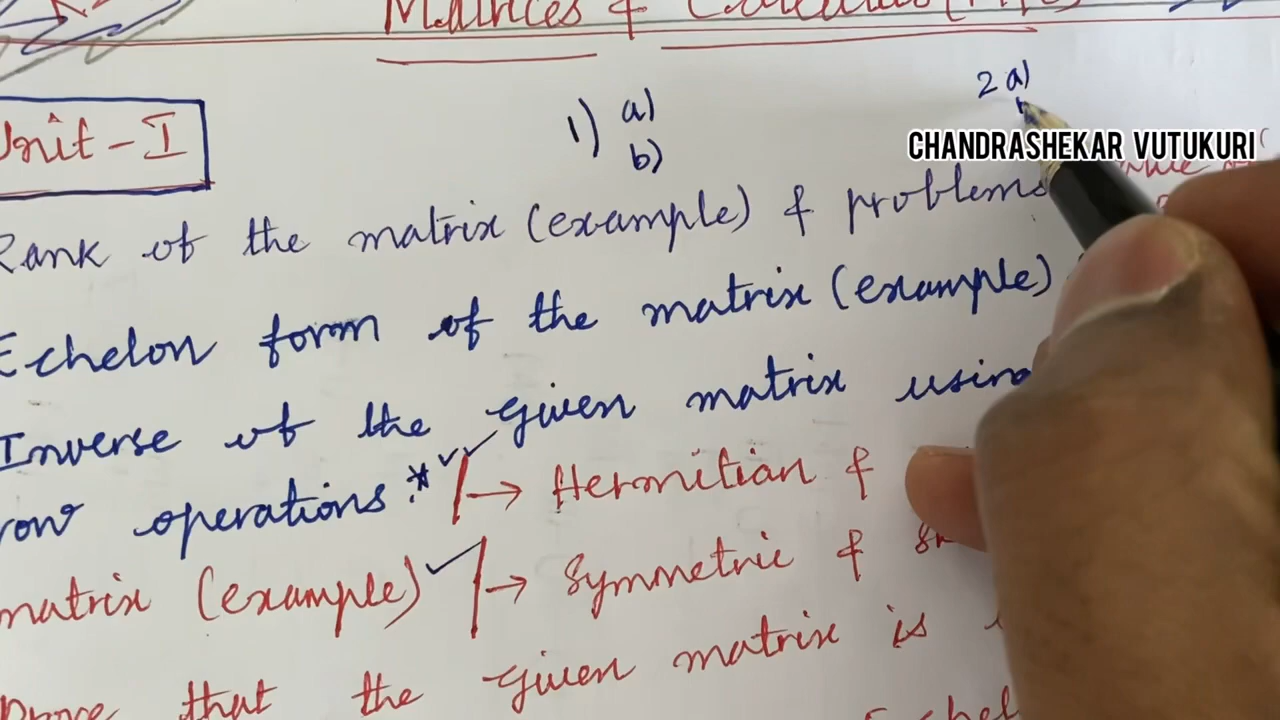 Matrices & Calculus
1) a) 2 a)
b)
CHANDRASHEKAR VUTUKURI
Unit - I
Rank of the matrix (example) & problems
Echelon form of the matrix (example)
Inverse of the given matrix using
row operations.*
→ Hermitian &
matrix (example) → Symmetric &
that the given matrix is